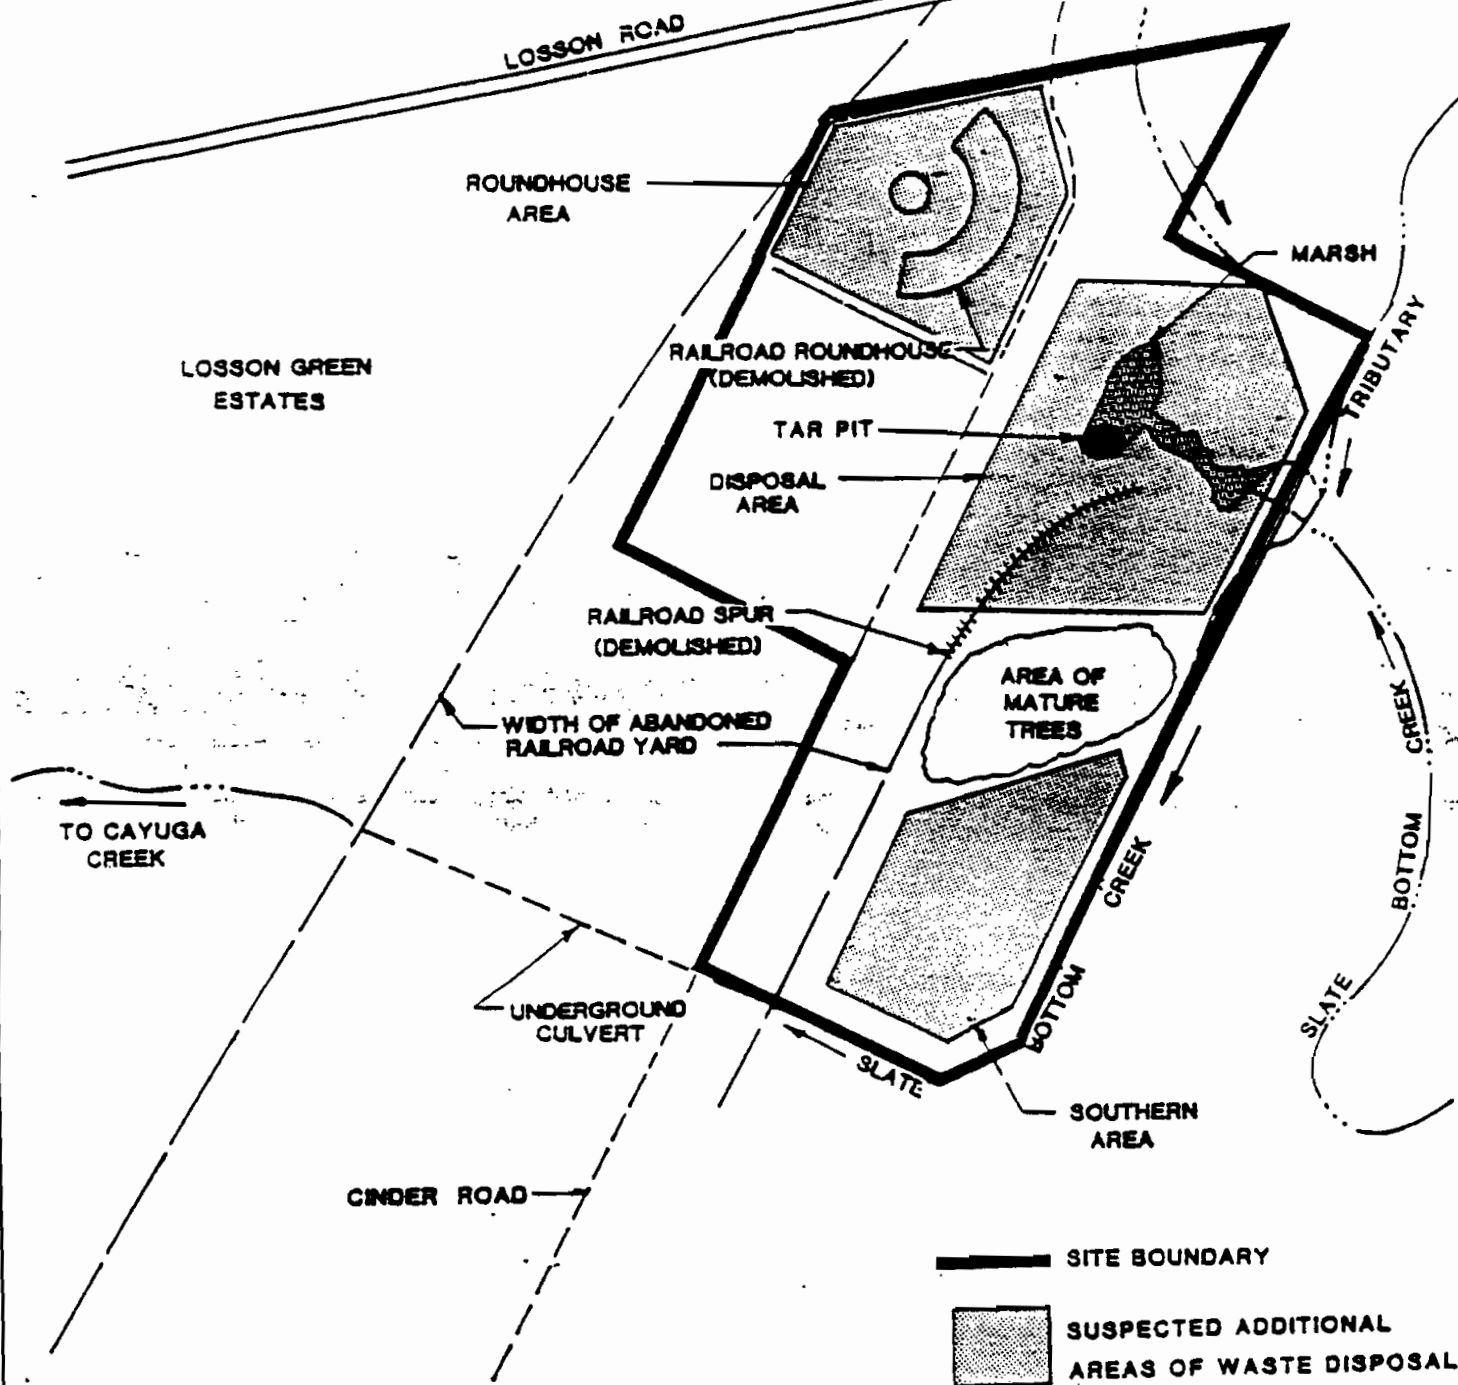 LOSSON ROAD
ROUNDHOUSE
AREA
MARSH
LOSSON GREEN
ESTATES
RAILROAD ROUNDHOUSE
(DEMOLISHED)
TRIBUTARY
TAR PIT
DISPOSAL
AREA
RAILROAD SPUR
(DEMOLISHED)
AREA OF
MATURE
TREES
WIDTH OF ABANDONED
RAILROAD YARD
TO CAYUGA
CREEK
UNDERGROUND
CULVERT
SLATE
BOTTOM
CREEK
SLATE
BOTTOM
CREEK
SOUTHERN
AREA
CINDER ROAD
SITE BOUNDARY
SUSPECTED ADDITIONAL
AREAS OF WASTE DISPOSAL